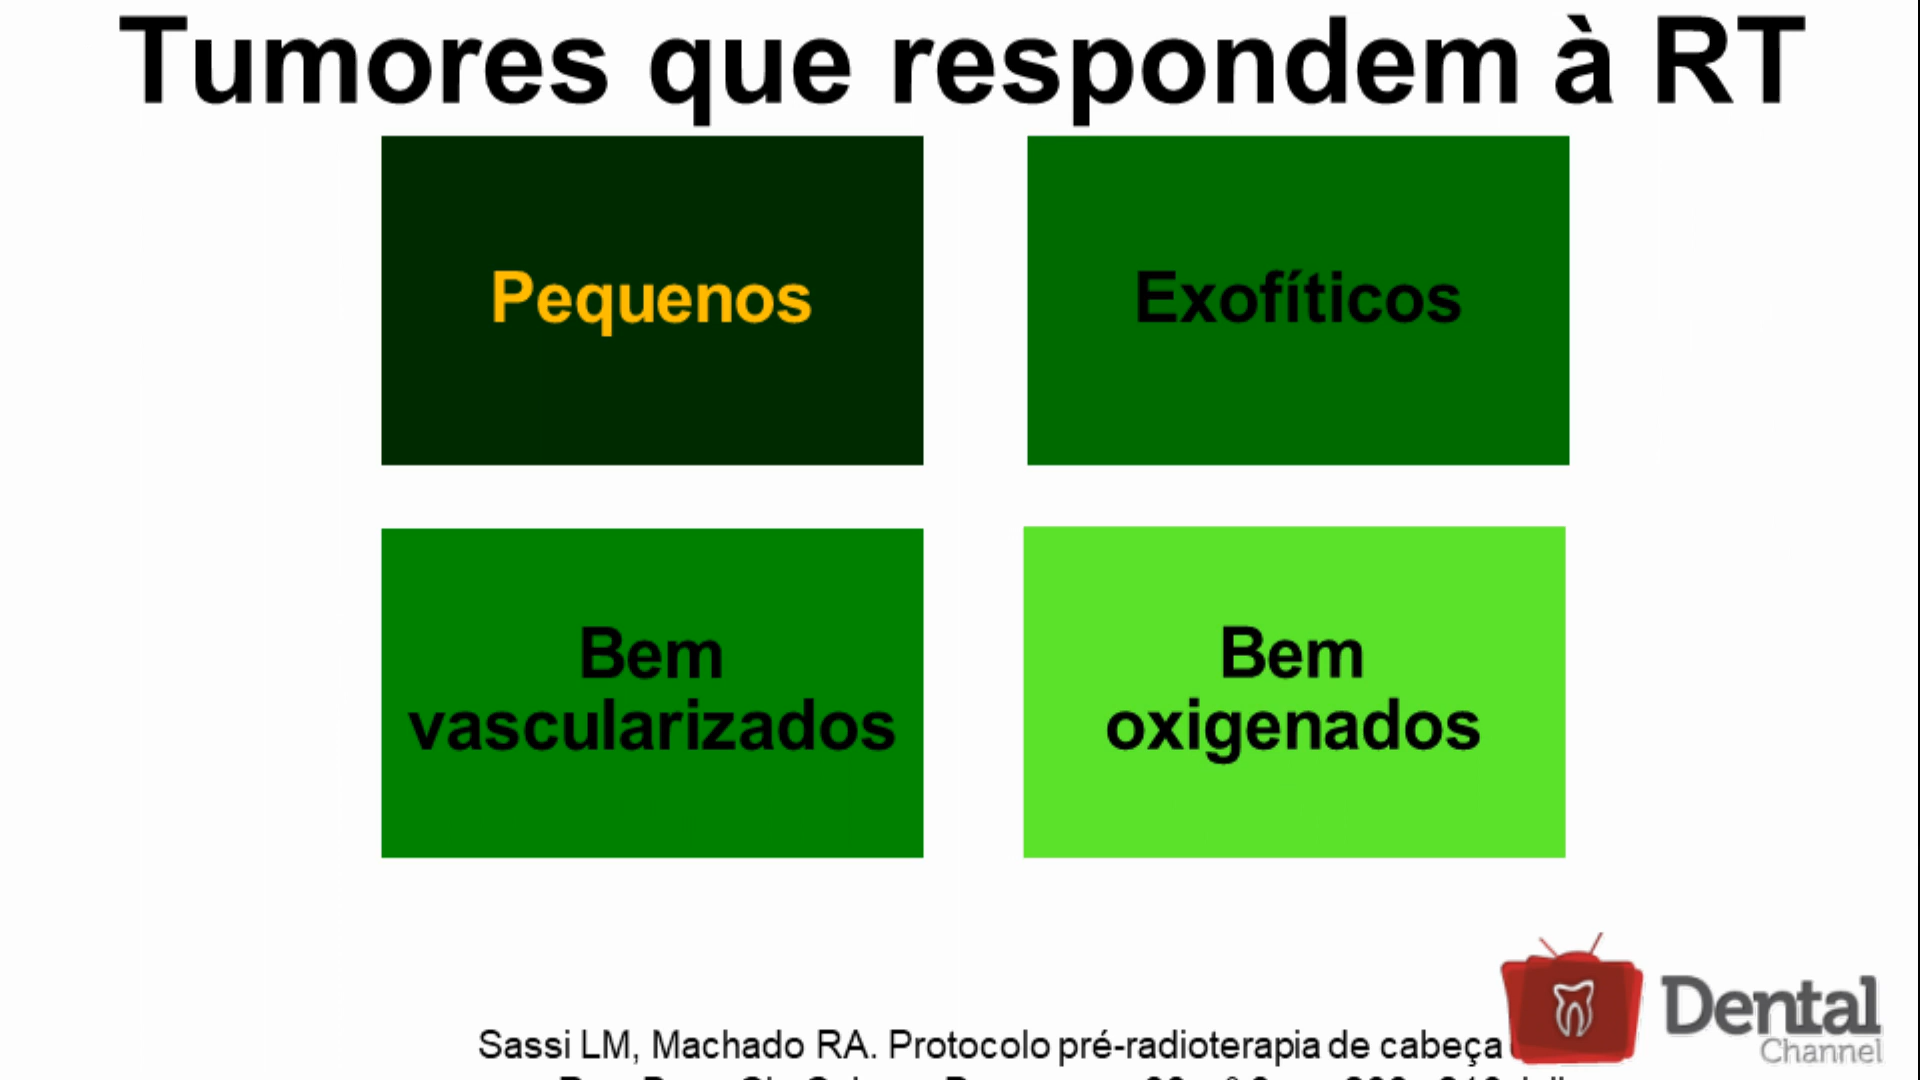 Tumores que respondem à RT
Pequenos
Exofíticos
Bem
vascularizados
Bem
oxigenados
Dental
Channel
Sassi LM, Machado RA. Protocolo pré-radioterapia de cabeça